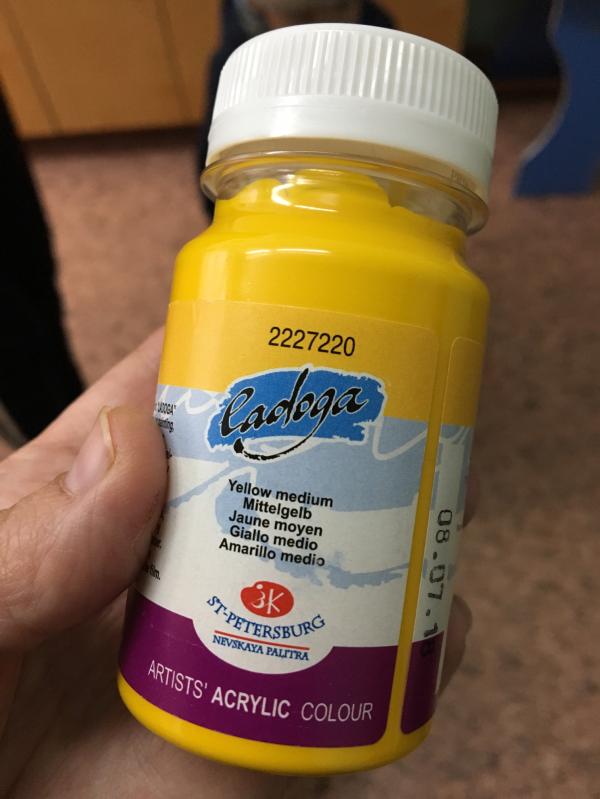 2227220
Ladoga
Yellow medium
Mittelgelb
Jaune moyen
Giallo medio
Amarillo medio
ЗК
ST-PETERSBURG
NEVSKAYA PALITRA
ARTISTS' ACRYLIC COLOUR
08.07.18